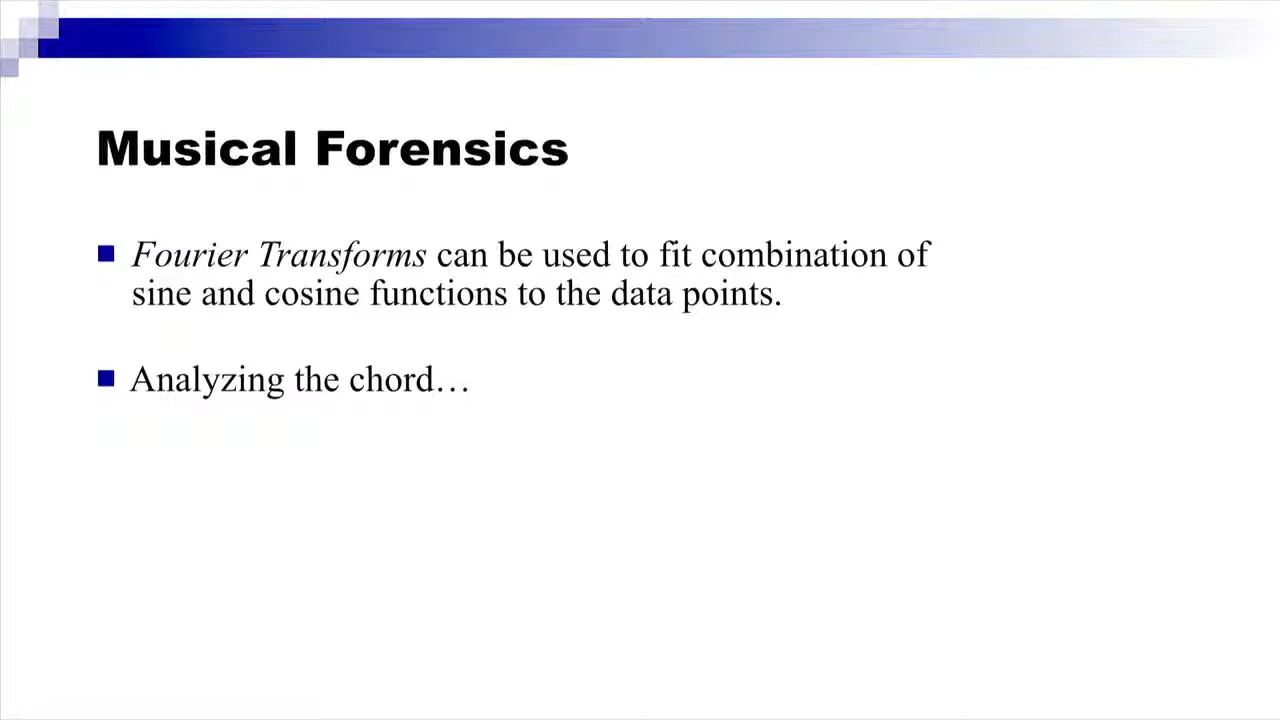 Musical Forensics
Fourier Transforms can be used to fit combination of
sine and cosine functions to the data points.
Analyzing the chord…